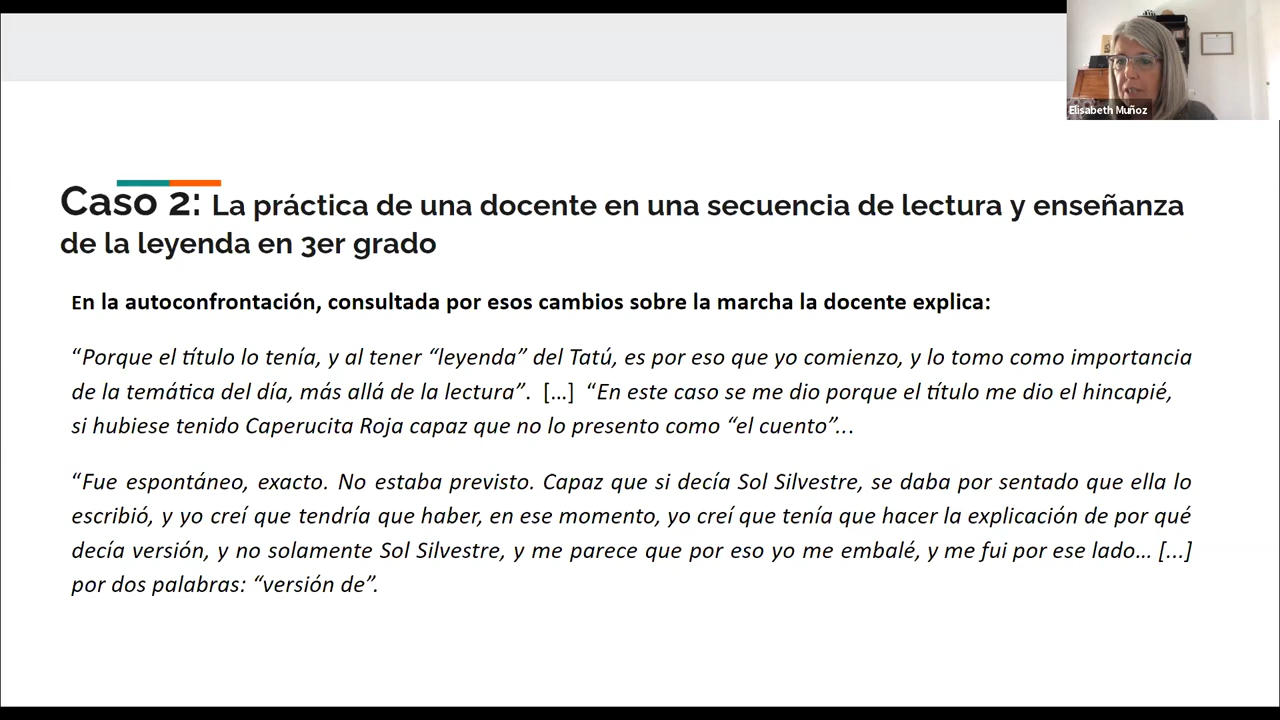 Elisabeth Muñoz
Caso 2: La práctica de una docente en una secuencia de lectura y enseñanza
de la leyenda en 3er grado
En la autoconfrontación, consultada por esos cambios sobre la marcha la docente explica:
“Porque el título lo tenía, y al tener “leyenda” del Tatú, es por eso que yo comienzo, y lo tomo como importancia
de la temática del día, más allá de la lectura”. [...] “En este caso se me dio porque el título me dio el hincapié,
si hubiese tenido Caperucita Roja capaz que no lo presento como “el cuento”...
“Fue espontáneo, exacto. No estaba previsto. Capaz que si decía Sol Silvestre, se daba por sentado que ella lo
escribió, y yo creí que tendría que haber, en ese momento, yo creí que tenía que hacer la explicación de por qué
decía versión, y no solamente Sol Silvestre, y me parece que por eso yo me embalé, y me fui por ese lado… [...]
por dos palabras: “versión de”.